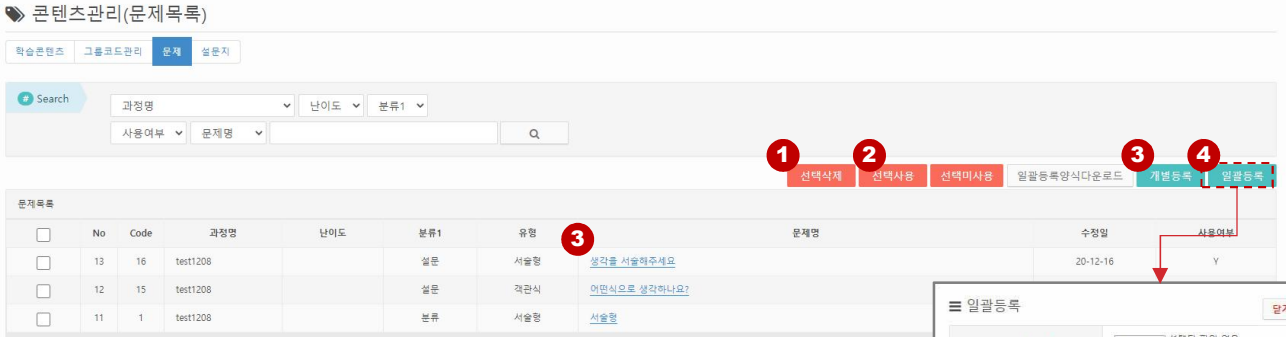 콘텐츠관리(문제목록)
학습콘텐츠 그룹코드관리 문제 설문지
# Search 과정명 난이도 분류1
사용여부 문제명
1 2 3 4
선택삭제 선택사용 선택미사용 일괄등록양식다운로드 개별등록 일괄등록
문제목록
No Code 과정명 난이도 분류1 유형 문제명 수정일 사용여부
3
13 16 test1208 설문 서술형 생각을 서술해주세요 20-12-16 Y
12 15 test1208 설문 객관식 어떤식으로 생각하나요?
11 1 test1208 분류 서술형 서술형
일괄등록